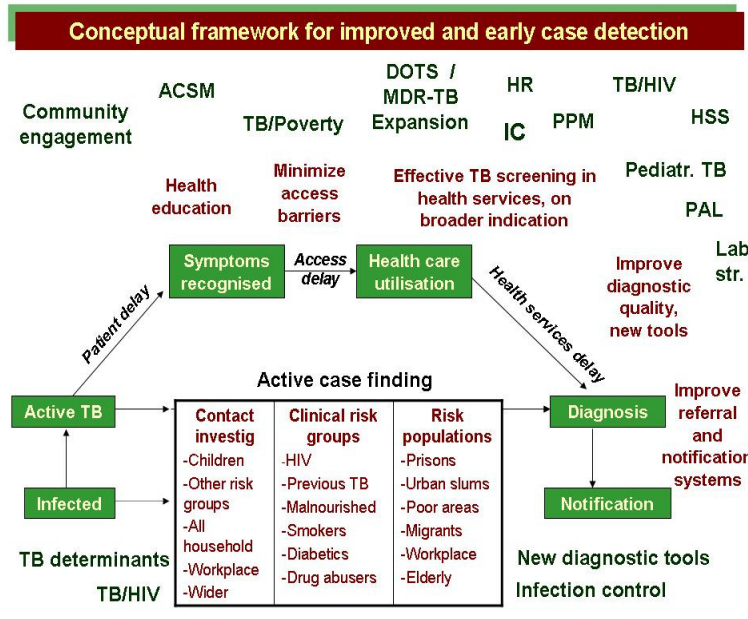 Conceptual framework for improved and early case detection
Community
engagement
ACSM
TB/Poverty
DOTS /
MDR-TB
Expansion
HR
IC
PPM
TB/HIV
HSS
Pediatr. TB
PAL
Lab
str.
Health
education
Minimize
access
barriers
Effective TB screening in
health services, on
broader indication
Improve
diagnostic
quality,
new tools
Symptoms
recognised
Access
delay
Health care
utilisation
Patient delay
Health services delay
Active case finding
Active TB
Contact
investig
-Children
-Other risk
groups
-All
household
-Workplace
-Wider
Clinical risk
groups
-HIV
-Previous TB
-Malnourished
-Smokers
-Diabetics
-Drug abusers
Risk
populations
-Prisons
-Urban slums
-Poor areas
-Migrants
-Workplace
-Elderly
Diagnosis
Improve
referral
and
notification
systems
Infected
Notification
TB determinants
TB/HIV
New diagnostic tools
Infection control